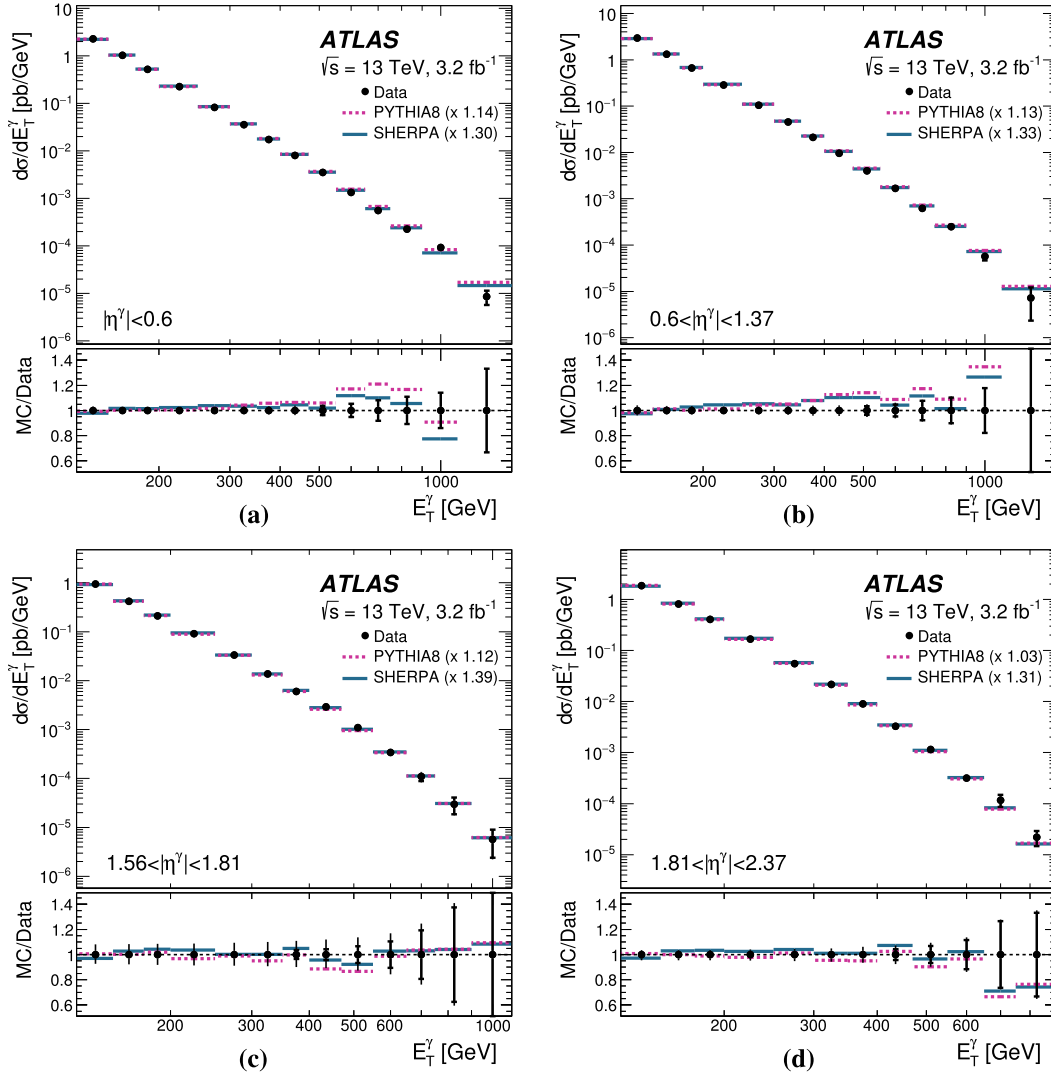 dσ/dE_T^γ [pb/GeV]
10
1
10⁻¹
10⁻²
10⁻³
10⁻⁴
10⁻⁵
10⁻⁶
ATLAS
√s = 13 TeV, 3.2 fb⁻¹
Data
PYTHIA8 (x 1.14)
SHERPA (x 1.30)
|η^γ|<0.6
MC/Data
1.4
1.2
1.0
0.8
0.6
200 300 400 500 1000
E_T^γ [GeV]
(a)
dσ/dE_T^γ [pb/GeV]
10
1
10⁻¹
10⁻²
10⁻³
10⁻⁴
10⁻⁵
10⁻⁶
ATLAS
√s = 13 TeV, 3.2 fb⁻¹
Data
PYTHIA8 (x 1.13)
SHERPA (x 1.33)
0.6<|η^γ|<1.37
MC/Data
1.4
1.2
1.0
0.8
0.6
200 300 400 500 1000
E_T^γ [GeV]
(b)
dσ/dE_T^γ [pb/GeV]
1
10⁻¹
10⁻²
10⁻³
10⁻⁴
10⁻⁵
10⁻⁶
ATLAS
√s = 13 TeV, 3.2 fb⁻¹
Data
PYTHIA8 (x 1.12)
SHERPA (x 1.39)
1.56<|η^γ|<1.81
MC/Data
1.4
1.2
1.0
0.8
0.6
200 300 400 500 600 1000
E_T^γ [GeV]
(c)
dσ/dE_T^γ [pb/GeV]
10
1
10⁻¹
10⁻²
10⁻³
10⁻⁴
10⁻⁵
ATLAS
√s = 13 TeV, 3.2 fb⁻¹
Data
PYTHIA8 (x 1.03)
SHERPA (x 1.31)
1.81<|η^γ|<2.37
MC/Data
1.4
1.2
1.0
0.8
0.6
200 300 400 500 600
E_T^γ [GeV]
(d)